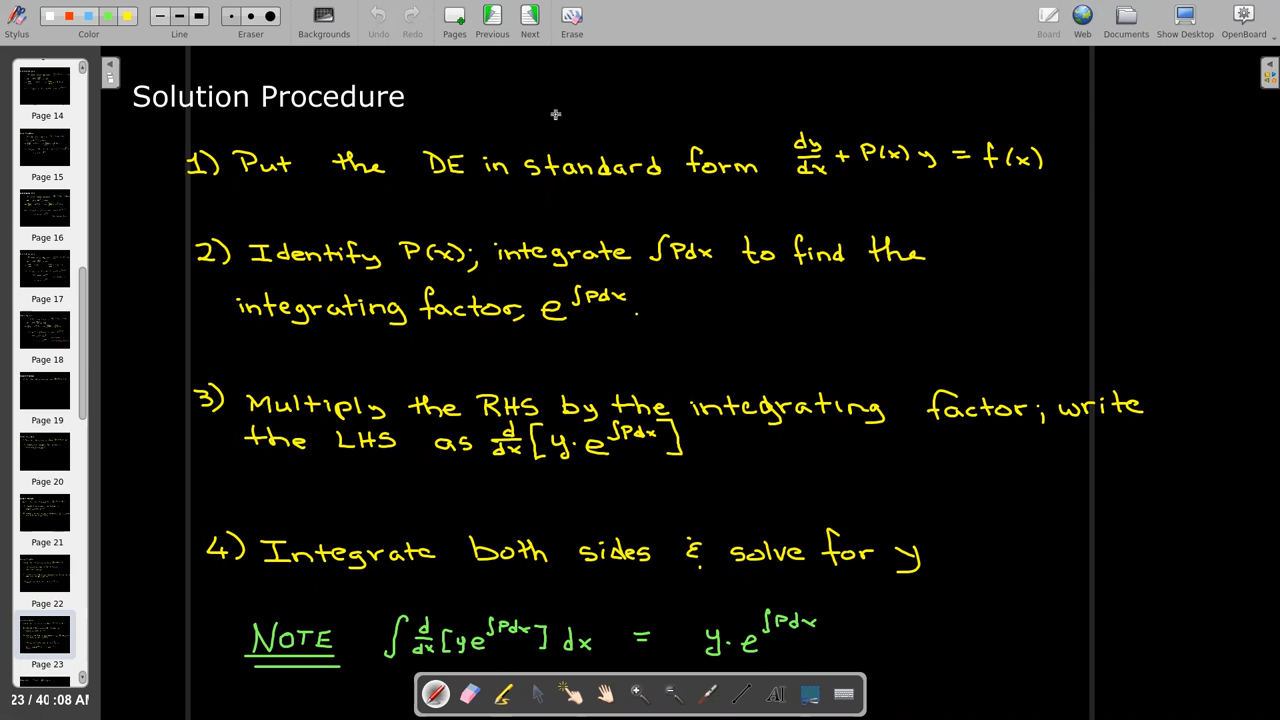 Stylus
Color
Line
Eraser
Backgrounds
Undo
Redo
Pages
Previous
Next
Erase
Board
Web
Documents
Show Desktop
OpenBoard
Page 14
Page 15
Page 16
Page 17
Page 18
Page 19
Page 20
Page 21
Page 22
Page 23
23 / 40
:08 AM
Solution Procedure
1) Put the DE in standard form dy/dx + P(x) y = f(x)
2) Identify P(x); integrate ∫Pdx to find the
integrating factor, e^∫Pdx.
3) Multiply the RHS by the integrating factor; write
the LHS as d/dx [y· e^∫Pdx]
4) Integrate both sides & solve for y
NOTE ∫ d/dx [ye^∫Pdx] dx = y· e^∫Pdx
AI